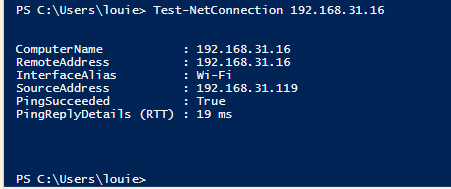 PS C:\Users\louie> Test-NetConnection 192.168.31.16
ComputerName : 192.168.31.16
RemoteAddress : 192.168.31.16
InterfaceAlias : Wi-Fi
SourceAddress : 192.168.31.119
PingSucceeded : True
PingReplyDetails (RTT) : 19 ms
PS C:\Users\louie>